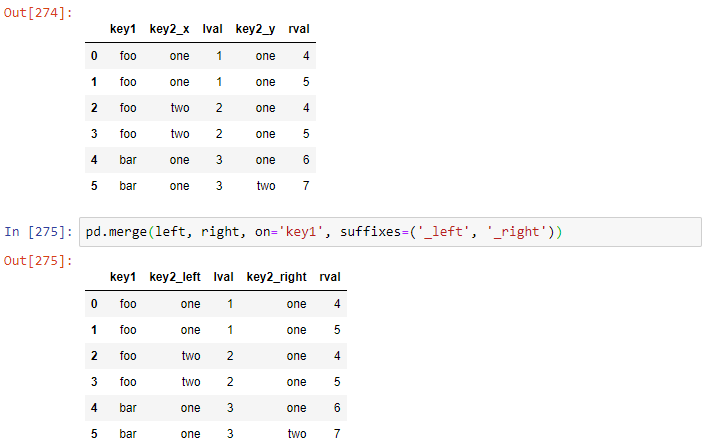 Out[274]:
key1 key2_x lval key2_y rval
0 foo one 1 one 4
1 foo one 1 one 5
2 foo two 2 one 4
3 foo two 2 one 5
4 bar one 3 one 6
5 bar one 3 two 7
In [275]: pd.merge(left, right, on='key1', suffixes=('_left', '_right'))
Out[275]:
key1 key2_left lval key2_right rval
0 foo one 1 one 4
1 foo one 1 one 5
2 foo two 2 one 4
3 foo two 2 one 5
4 bar one 3 one 6
5 bar one 3 two 7